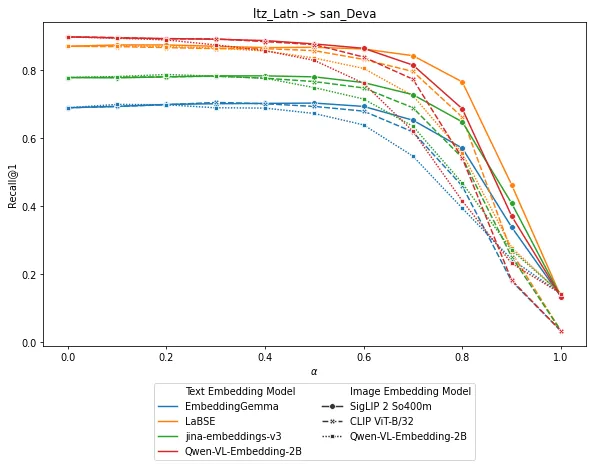 ltz_Latn -> san_Deva
Recall@1
0.8
0.6
0.4
0.2
0.0
0.0 0.2 0.4 0.6 0.8 1.0
α
Text Embedding Model
EmbeddingGemma
LaBSE
jina-embeddings-v3
Qwen-VL-Embedding-2B
Image Embedding Model
SigLIP 2 So400m
CLIP ViT-B/32
Qwen-VL-Embedding-2B